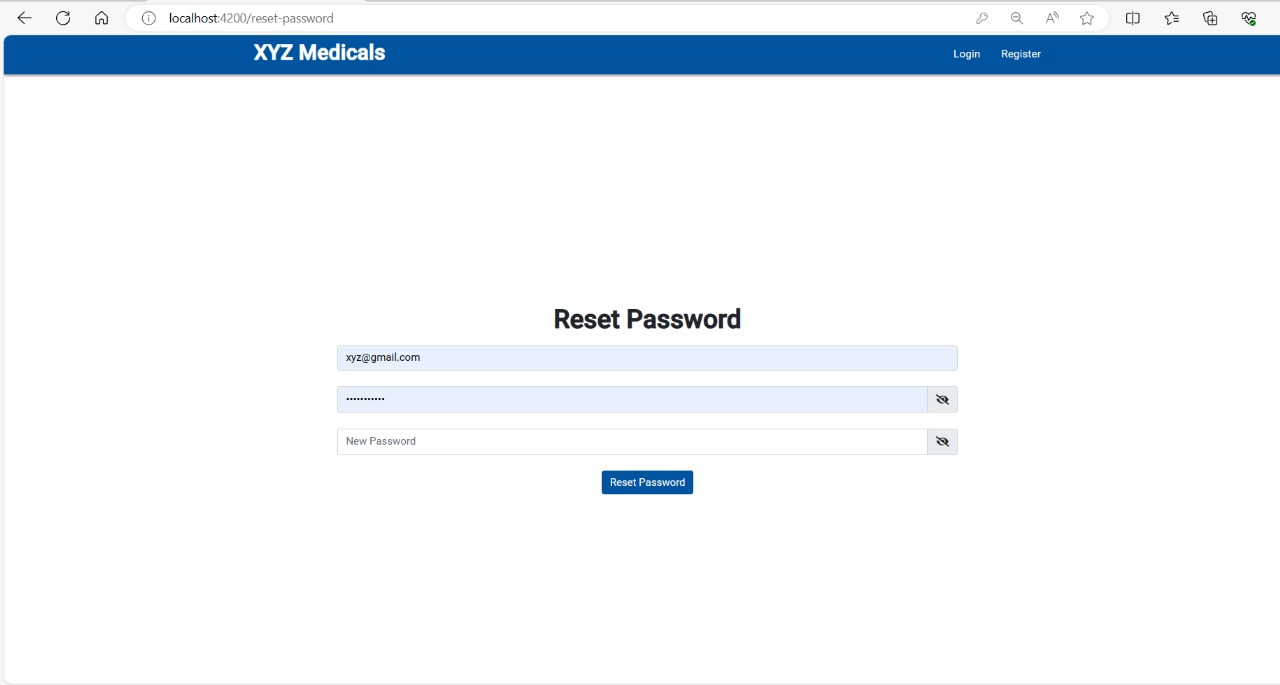 localhost:4200/reset-password
XYZ Medicals
Login
Register
Reset Password
xyz@gmail.com
•••••••••••
New Password
Reset Password